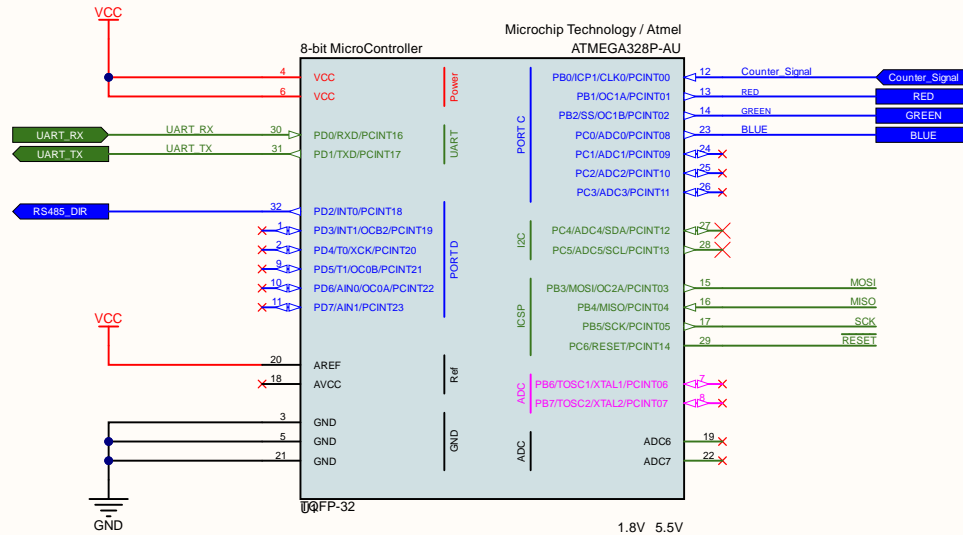 VCC
Microchip Technology / Atmel
8-bit MicroController
ATMEGA328P-AU
4 VCC
6 VCC
Power
UART_RX UART_RX 30 PD0/RXD/PCINT16
UART_TX UART_TX 31 PD1/TXD/PCINT17
UART
RS485_DIR 32 PD2/INT0/PCINT18
1 PD3/INT1/OCB2/PCINT19
2 PD4/T0/XCK/PCINT20
9 PD5/T1/OC0B/PCINT21
10 PD6/AIN0/OC0A/PCINT22
11 PD7/AIN1/PCINT23
PORT D
VCC
20 AREF
18 AVCC
Ref
3 GND
5 GND
21 GND
GND
GND
PORT C
PB0/ICP1/CLK0/PCINT00 12 Counter_Signal Counter_Signal
PB1/OC1A/PCINT01 13 RED RED
PB2/SS/OC1B/PCINT02 14 GREEN GREEN
PC0/ADC0/PCINT08 23 BLUE BLUE
PC1/ADC1/PCINT09 24
PC2/ADC2/PCINT10 25
PC3/ADC3/PCINT11 26
I2C
PC4/ADC4/SDA/PCINT12 27
PC5/ADC5/SCL/PCINT13 28
ICSP
PB3/MOSI/OC2A/PCINT03 15 MOSI
PB4/MISO/PCINT04 16 MISO
PB5/SCK/PCINT05 17 SCK
PC6/RESET/PCINT14 29 RESET
ADC
PB6/TOSC1/XTAL1/PCINT06 7
PB7/TOSC2/XTAL2/PCINT07 8
ADC
ADC6 19
ADC7 22
TQFP-32
1.8V 5.5V